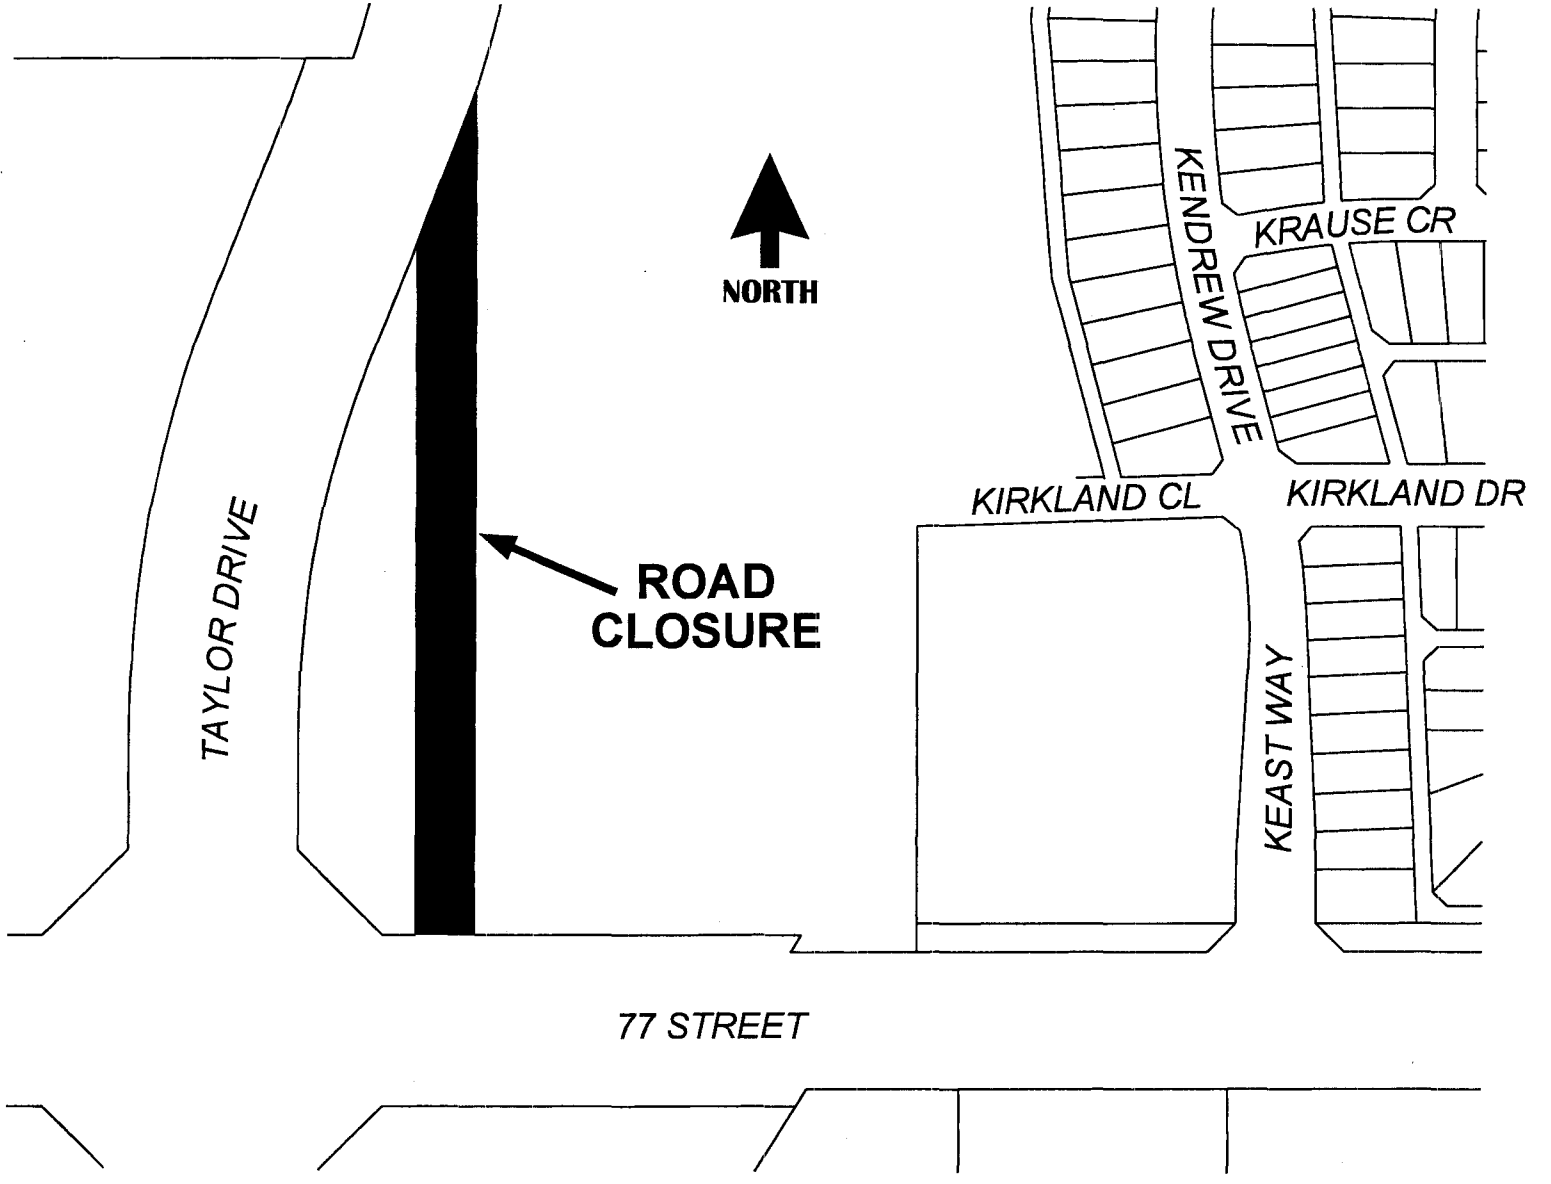 KENDREW DRIVE
KRAUSE CR
NORTH
KIRKLAND CL
KIRKLAND DR
TAYLOR DRIVE
ROAD
CLOSURE
KEAST WAY
77 STREET